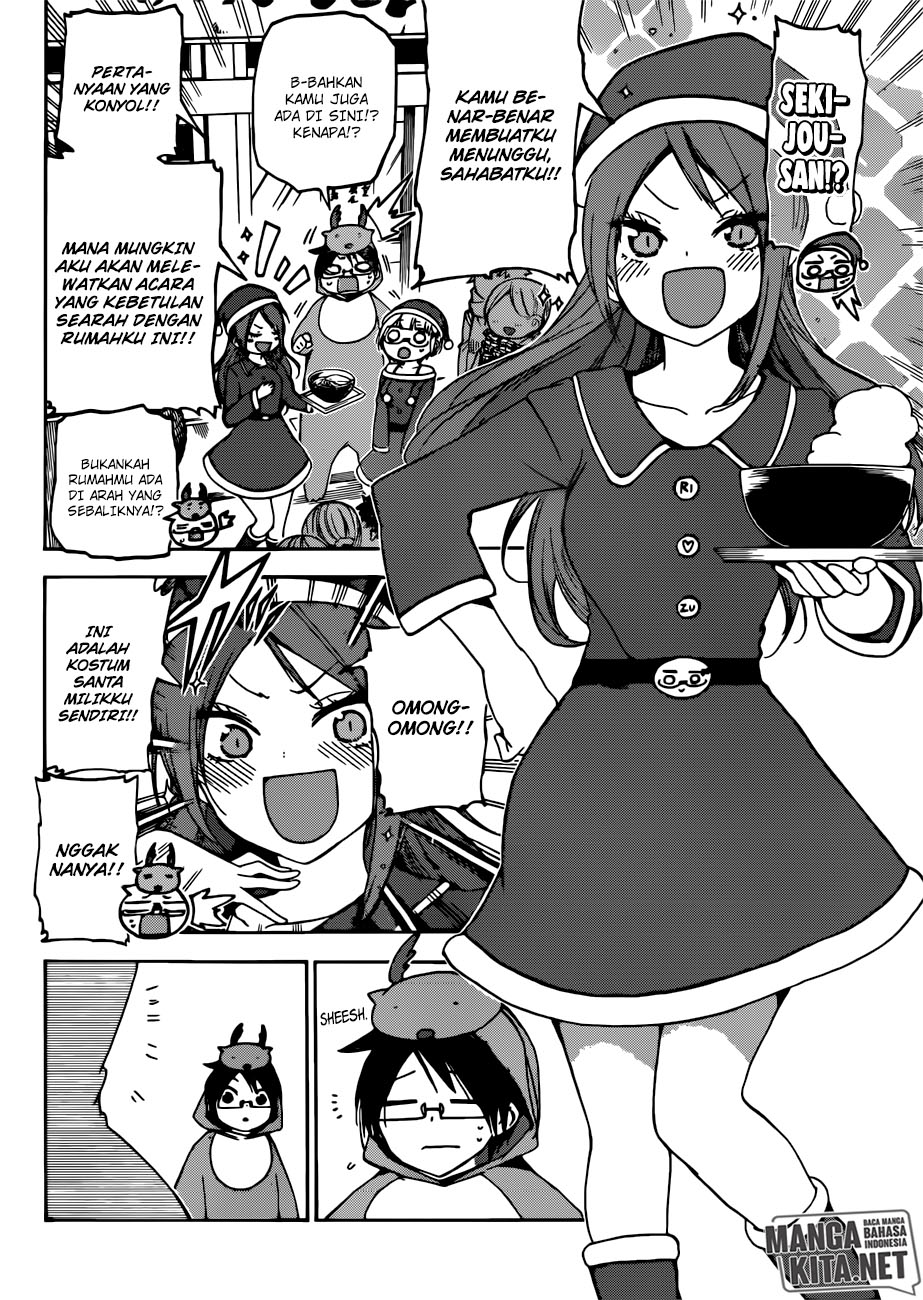 SEKI-
JOU-
SAN!?
KAMU BE-
NAR-BENAR
MEMBUATKU
MENUNGGU,
SAHABATKU!!
B-BAHKAN
KAMU JUGA
ADA DI SINI!?
KENAPA!?
PERTA-
NYAAN YANG
KONYOL!!
MANA MUNGKIN
AKU AKAN MELE-
WATKAN ACARA
YANG KEBETULAN
SEARAH DENGAN
RUMAHKU INI!!
BUKANKAH
RUMAHMU ADA
DI ARAH YANG
SEBALIKNYA!?
RI
ZU
OMONG-
OMONG!!
INI
ADALAH
KOSTUM
SANTA
MILIKKU
SENDIRI!!
NGGAK
NANYA!!
SHEESH.
MANGA
KITA.NET
BACA MANGA
BAHASA
INDONESIA